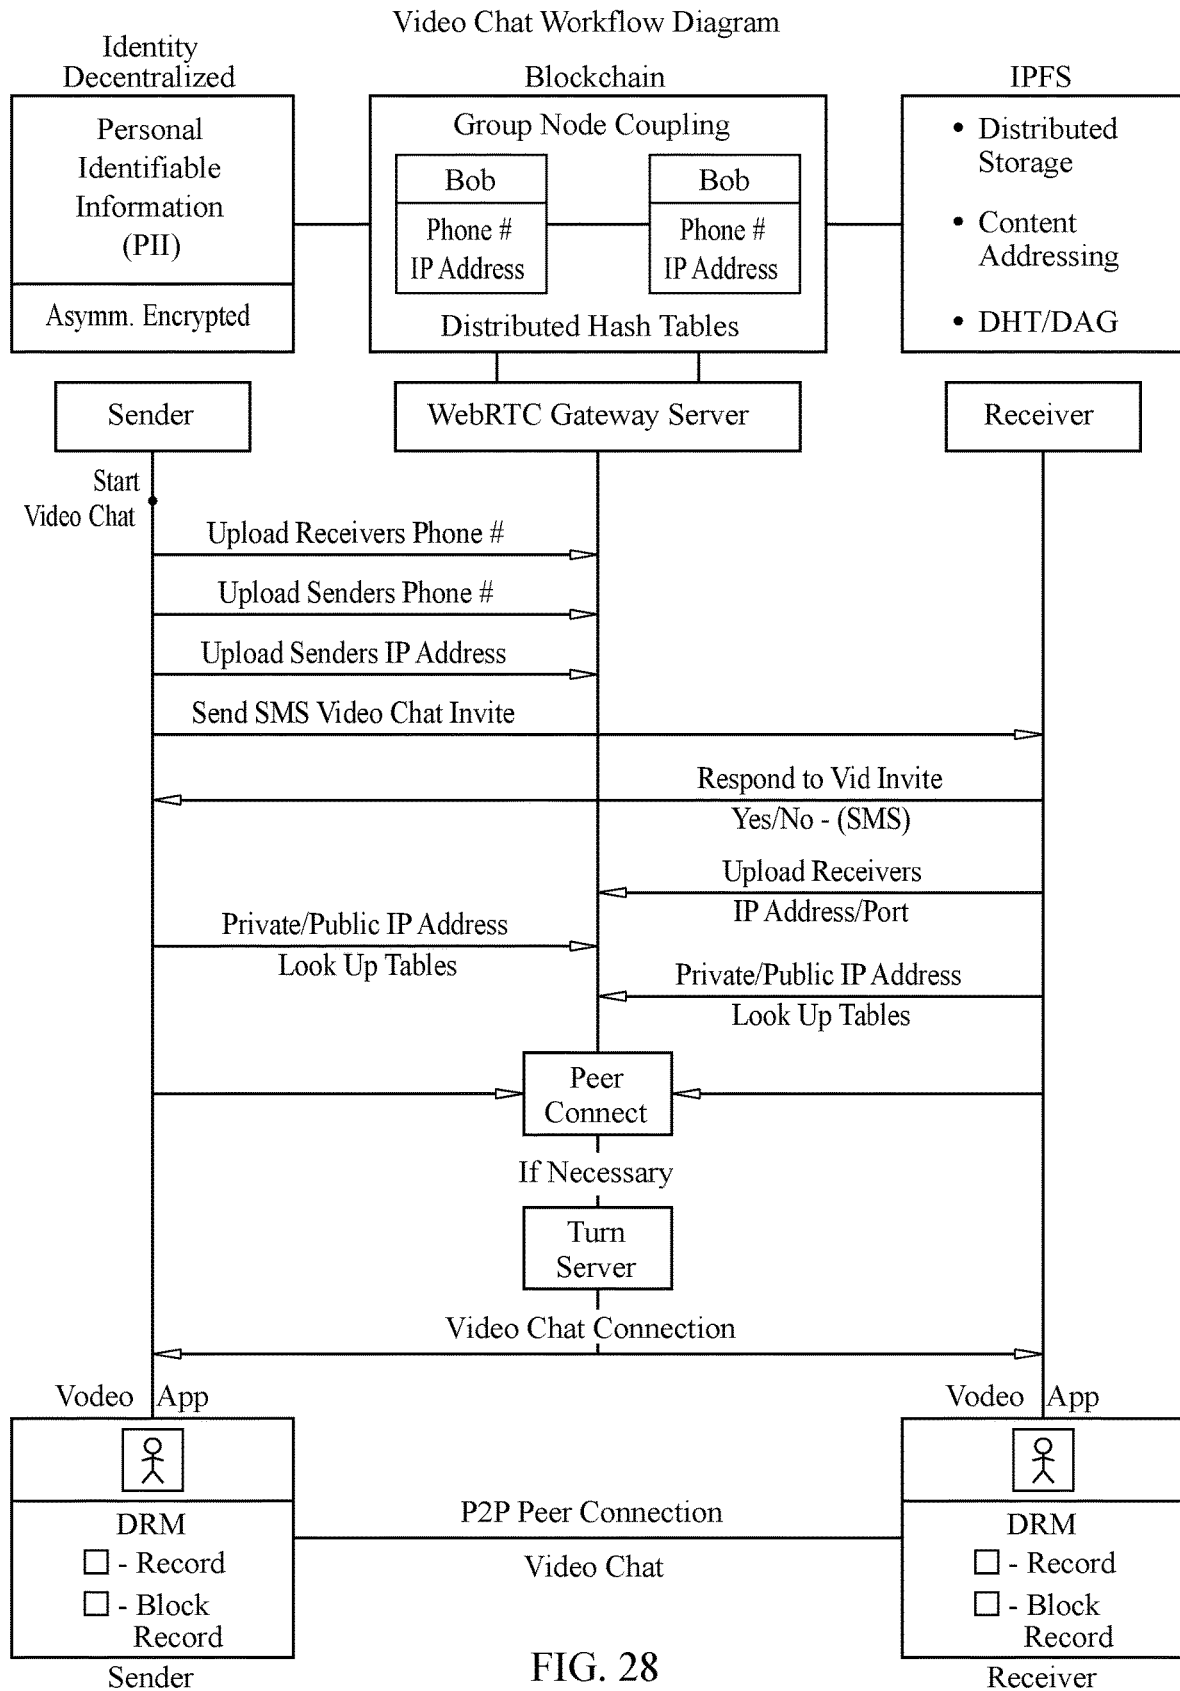 Video Chat Workflow Diagram
Identity
Decentralized
Blockchain
IPFS
Personal
Identifiable
Information
(PII)
Asymm. Encrypted
Group Node Coupling
Bob
Phone #
IP Address
Bob
Phone #
IP Address
Distributed Hash Tables
• Distributed
Storage
• Content
Addressing
• DHT/DAG
Sender
WebRTC Gateway Server
Receiver
Start
Video Chat
Upload Receivers Phone #
Upload Senders Phone #
Upload Senders IP Address
Send SMS Video Chat Invite
Respond to Vid Invite
Yes/No - (SMS)
Upload Receivers
IP Address/Port
Private/Public IP Address
Look Up Tables
Private/Public IP Address
Look Up Tables
Peer
Connect
If Necessary
Turn
Server
Video Chat Connection
Vodeo App
Vodeo App
DRM
- Record
- Block
Record
Sender
P2P Peer Connection
Video Chat
DRM
- Record
- Block
Record
Receiver
FIG. 28